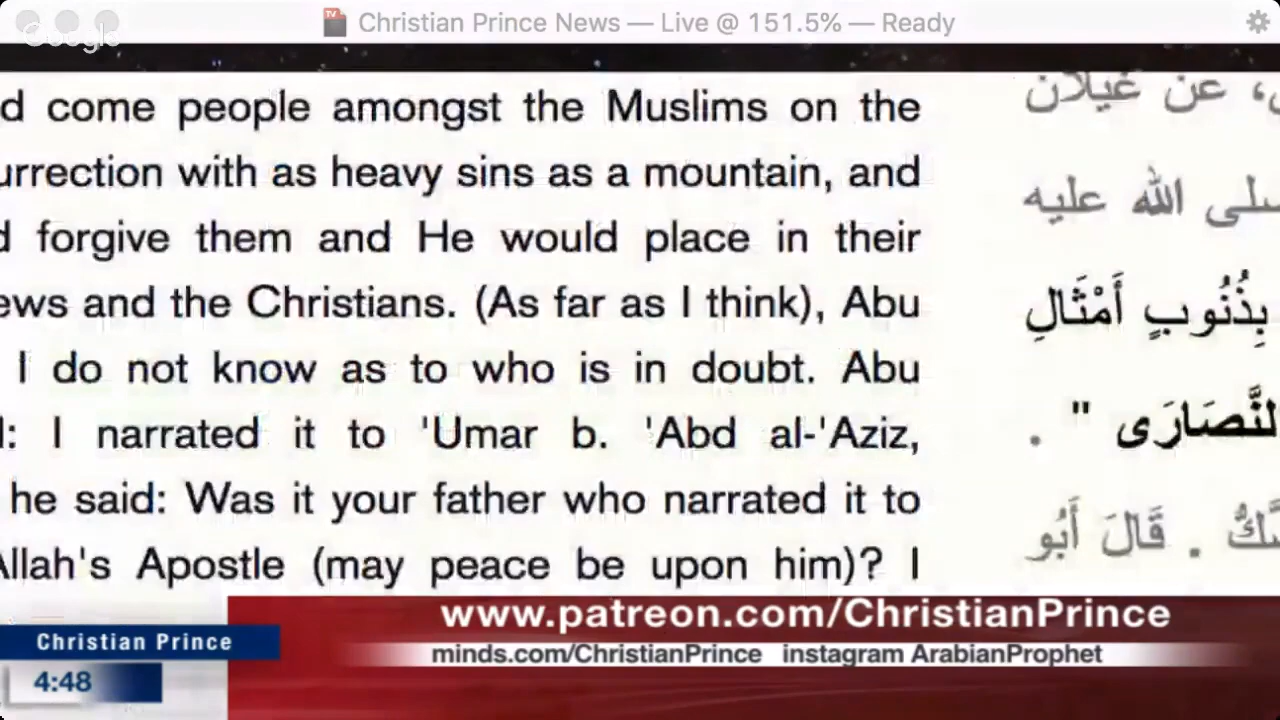 Christian Prince News — Live @ 151.5% — Ready
Google
d come people amongst the Muslims on the
urrection with as heavy sins as a mountain, and
d forgive them and He would place in their
ews and the Christians. (As far as I think), Abu
I do not know as to who is in doubt. Abu
l: I narrated it to 'Umar b. 'Abd al-'Aziz,
he said: Was it your father who narrated it to
Allah's Apostle (may peace be upon him)? I
، عن غيلان
صلى الله عليه
بِذُنُوبٍ أَمْثَالِ
لنَّصَارَى " .
. قَالَ أَبُو
www.patreon.com/ChristianPrince
Christian Prince
minds.com/ChristianPrince instagram ArabianProphet
4:48